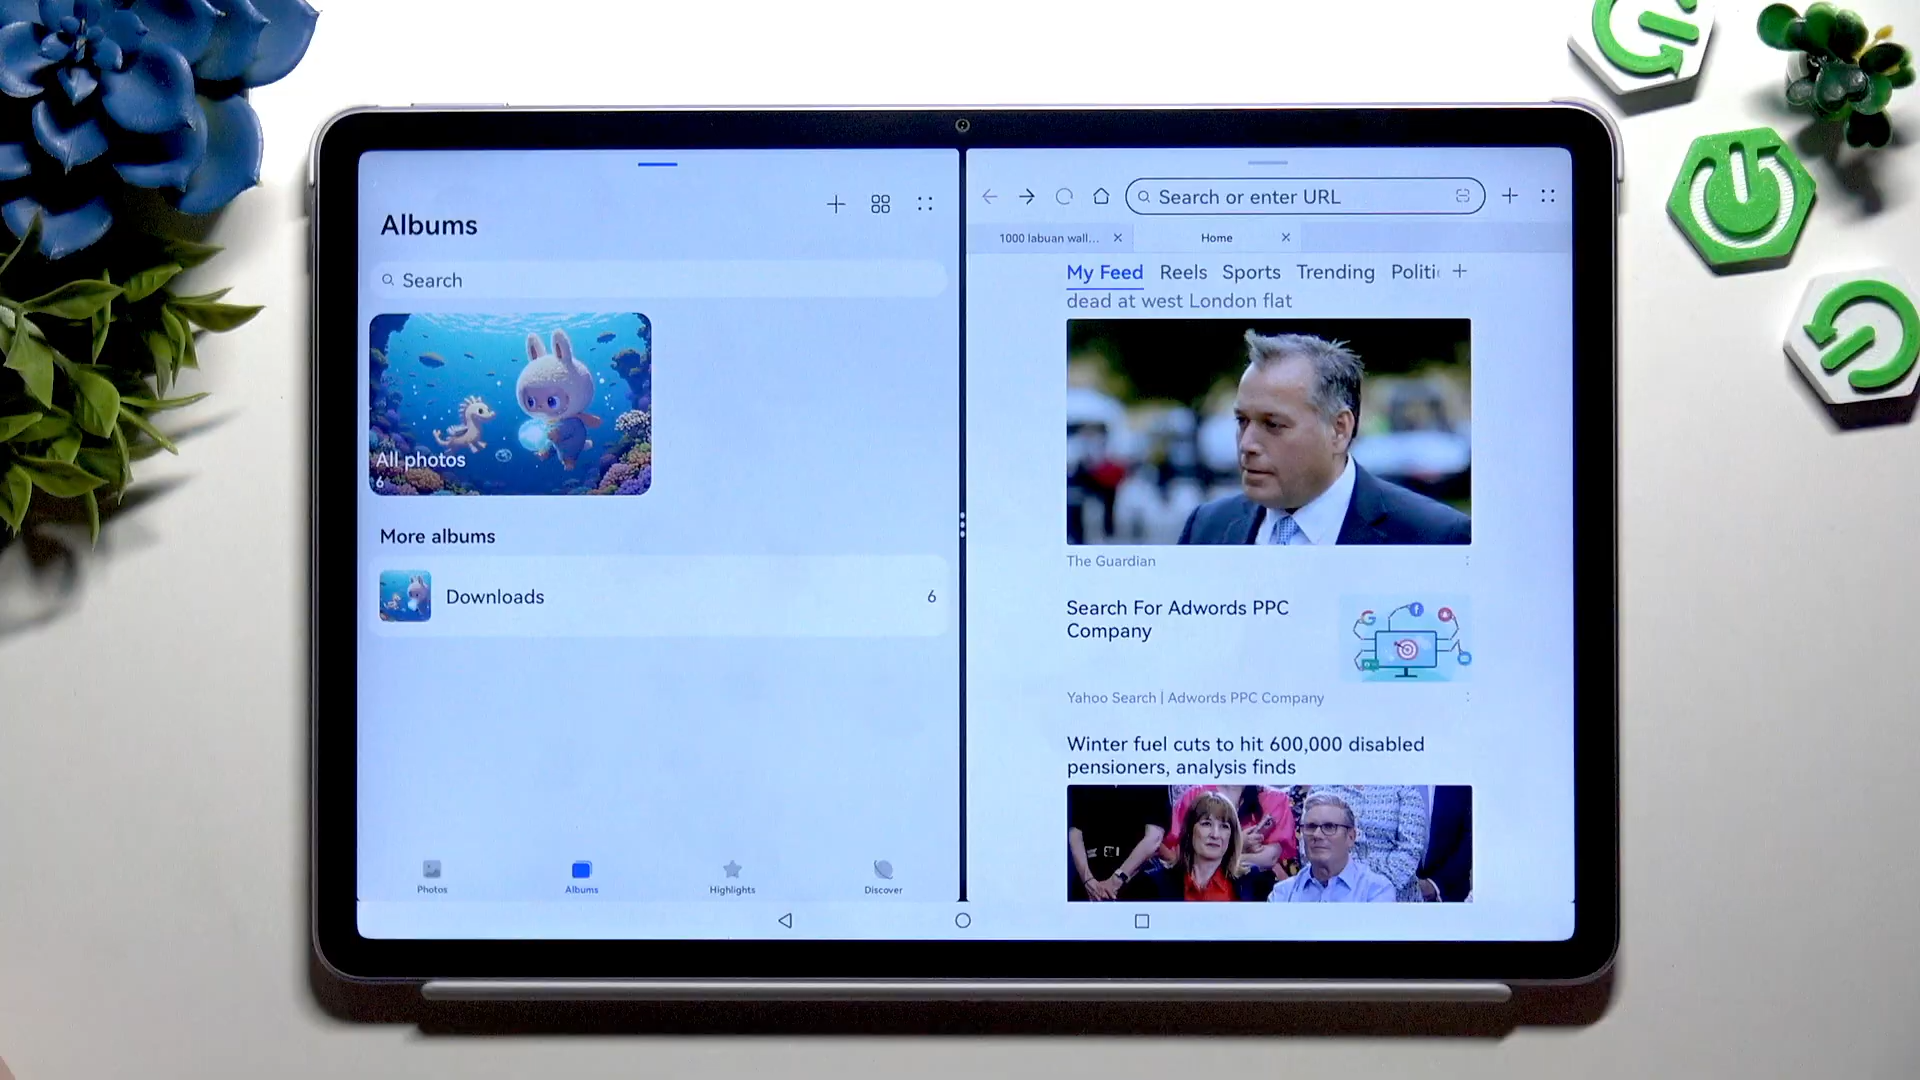 Albums
Search
All photos
6
More albums
Downloads
6
Photos
Albums
Highlights
Discover
Search or enter URL
1000 labuan wall...
Home
My Feed
Reels
Sports
Trending
Politi
dead at west London flat
The Guardian
Search For Adwords PPC
Company
Yahoo Search | Adwords PPC Company
Winter fuel cuts to hit 600,000 disabled
pensioners, analysis finds